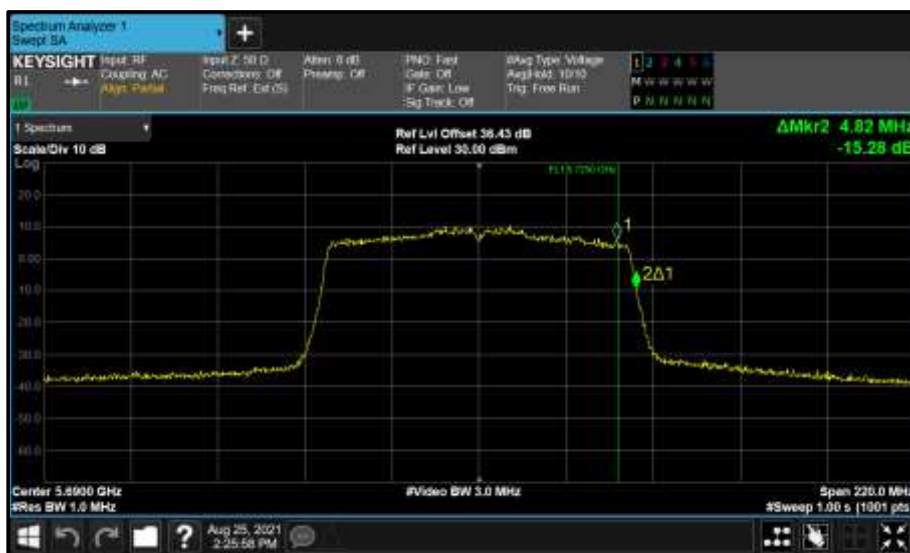 Spectrum Analyzer 1
Swept SA
+
KEYSIGHT Input: RF
Coupling: AC
Align: Partial
Input Z: 50 Ω
Corrections: Off
Freq Ref: Ext (S)
Atten: 6 dB
Preamp: Off
PNO: Fast
Gate: Off
IF Gain: Low
Sig Track: Off
#Avg Type: Voltage
Avg|Hold: 10/10
Trig: Free Run
1 2 3 4 5 6
M W W W W W
P N N N N N
1 Spectrum
Scale/Div 10 dB
Ref Lvl Offset 36.43 dB
Ref Level 30.00 dBm
ΔMkr2 4.82 MHz
-15.28 dB
Log
20.0
10.0
0.00
-10.0
-20.0
-30.0
-40.0
-50.0
-60.0
1
2Δ1
Center 5.6900 GHz
#Video BW 3.0 MHz
Span 220.0 MHz
#Res BW 1.0 MHz
#Sweep 1.00 s (1001 pts
?
Aug 25, 2021
2:25:58 PM